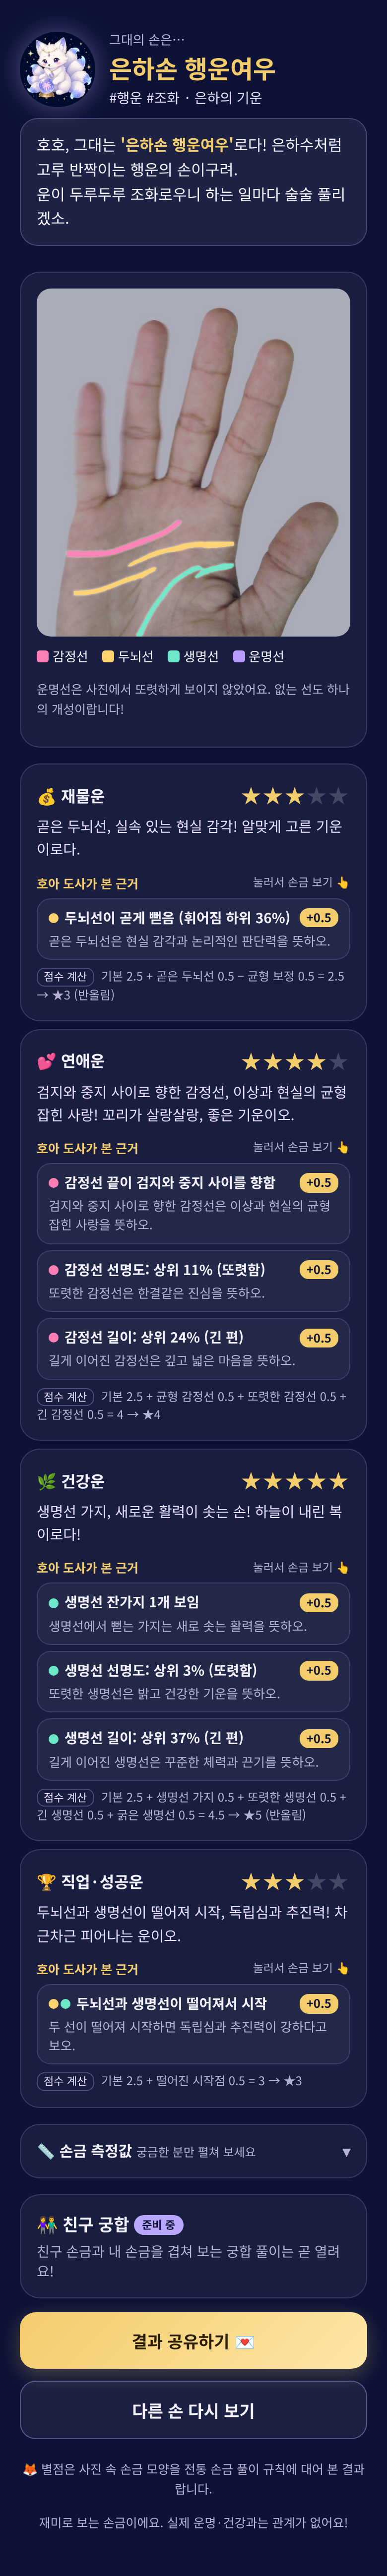 그대의 손은…
은하손 행운여우
#행운 #조화 · 은하의 기운
호호, 그대는 '은하손 행운여우'로다! 은하수처럼
고루 반짝이는 행운의 손이구려.
운이 두루두루 조화로우니 하는 일마다 술술 풀리
겠소.
감정선 두뇌선 생명선 운명선
운명선은 사진에서 또렷하게 보이지 않았어요. 없는 선도 하나
의 개성이랍니다!
💰 재물운 ★★★★★
곧은 두뇌선, 실속 있는 현실 감각! 알맞게 고른 기운
이로다.
호아 도사가 본 근거 눌러서 손금 보기 👆
두뇌선이 곧게 뻗음 (휘어짐 하위 36%) +0.5
곧은 두뇌선은 현실 감각과 논리적인 판단력을 뜻하오.
점수 계산 기본 2.5 + 곧은 두뇌선 0.5 − 균형 보정 0.5 = 2.5
→ ★3 (반올림)
💕 연애운 ★★★★★
검지와 중지 사이로 향한 감정선, 이상과 현실의 균형
잡힌 사랑! 꼬리가 살랑살랑, 좋은 기운이오.
호아 도사가 본 근거 눌러서 손금 보기 👆
감정선 끝이 검지와 중지 사이를 향함 +0.5
검지와 중지 사이로 향한 감정선은 이상과 현실의 균형
잡힌 사랑을 뜻하오.
감정선 선명도: 상위 11% (또렷함) +0.5
또렷한 감정선은 한결같은 진심을 뜻하오.
감정선 길이: 상위 24% (긴 편) +0.5
길게 이어진 감정선은 깊고 넓은 마음을 뜻하오.
점수 계산 기본 2.5 + 균형 감정선 0.5 + 또렷한 감정선 0.5 +
긴 감정선 0.5 = 4 → ★4
🌿 건강운 ★★★★★
생명선 가지, 새로운 활력이 솟는 손! 하늘이 내린 복
이로다!
호아 도사가 본 근거 눌러서 손금 보기 👆
생명선 잔가지 1개 보임 +0.5
생명선에서 뻗는 가지는 새로 솟는 활력을 뜻하오.
생명선 선명도: 상위 3% (또렷함) +0.5
또렷한 생명선은 밝고 건강한 기운을 뜻하오.
생명선 길이: 상위 37% (긴 편) +0.5
길게 이어진 생명선은 꾸준한 체력과 끈기를 뜻하오.
점수 계산 기본 2.5 + 생명선 가지 0.5 + 또렷한 생명선 0.5 +
긴 생명선 0.5 + 굵은 생명선 0.5 = 4.5 → ★5 (반올림)
🏆 직업·성공운 ★★★★★
두뇌선과 생명선이 떨어져 시작, 독립심과 추진력! 차
근차근 피어나는 운이오.
호아 도사가 본 근거 눌러서 손금 보기 👆
두뇌선과 생명선이 떨어져서 시작 +0.5
두 선이 떨어져 시작하면 독립심과 추진력이 강하다고
보오.
점수 계산 기본 2.5 + 떨어진 시작점 0.5 = 3 → ★3
📏 손금 측정값 궁금한 분만 펼쳐 보세요 ▼
👫 친구 궁합 준비 중
친구 손금과 내 손금을 겹쳐 보는 궁합 풀이는 곧 열려
요!
결과 공유하기 💌
다른 손 다시 보기
🦊 별점은 사진 속 손금 모양을 전통 손금 풀이 규칙에 대어 본 결과
랍니다.
재미로 보는 손금이에요. 실제 운명·건강과는 관계가 없어요!